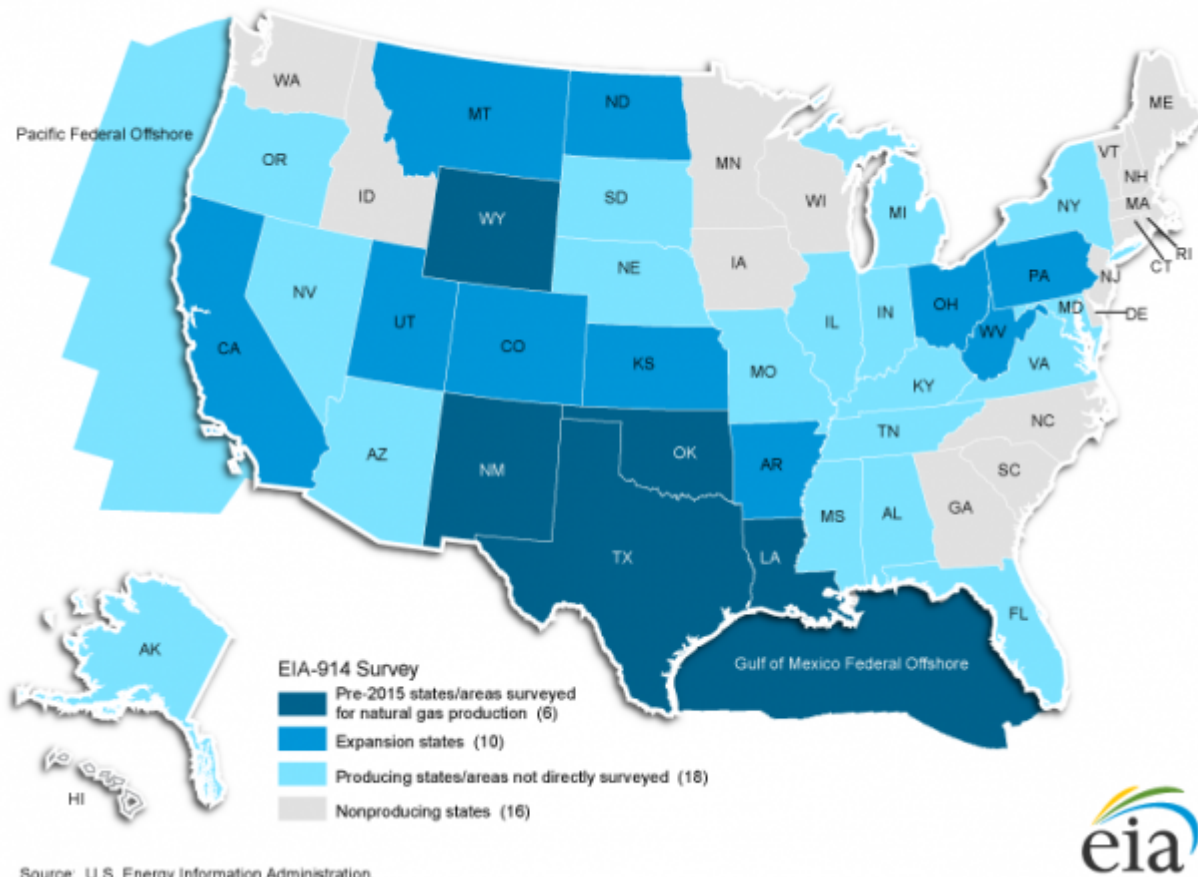 WA
MT
ND
MN
ME
Pacific Federal Offshore
OR
ID
WY
SD
WI
MI
VT
NH
NY
MA
RI
CT
NV
UT
CO
NE
IA
IL
IN
OH
PA
NJ
MD
DE
WV
VA
CA
KS
MO
KY
AZ
NM
OK
AR
TN
NC
SC
MS
AL
GA
TX
LA
FL
Gulf of Mexico Federal Offshore
AK
HI
EIA-914 Survey
Pre-2015 states/areas surveyed
for natural gas production (6)
Expansion states (10)
Producing states/areas not directly surveyed (18)
Nonproducing states (16)
eia
Source: U.S. Energy Information Administration